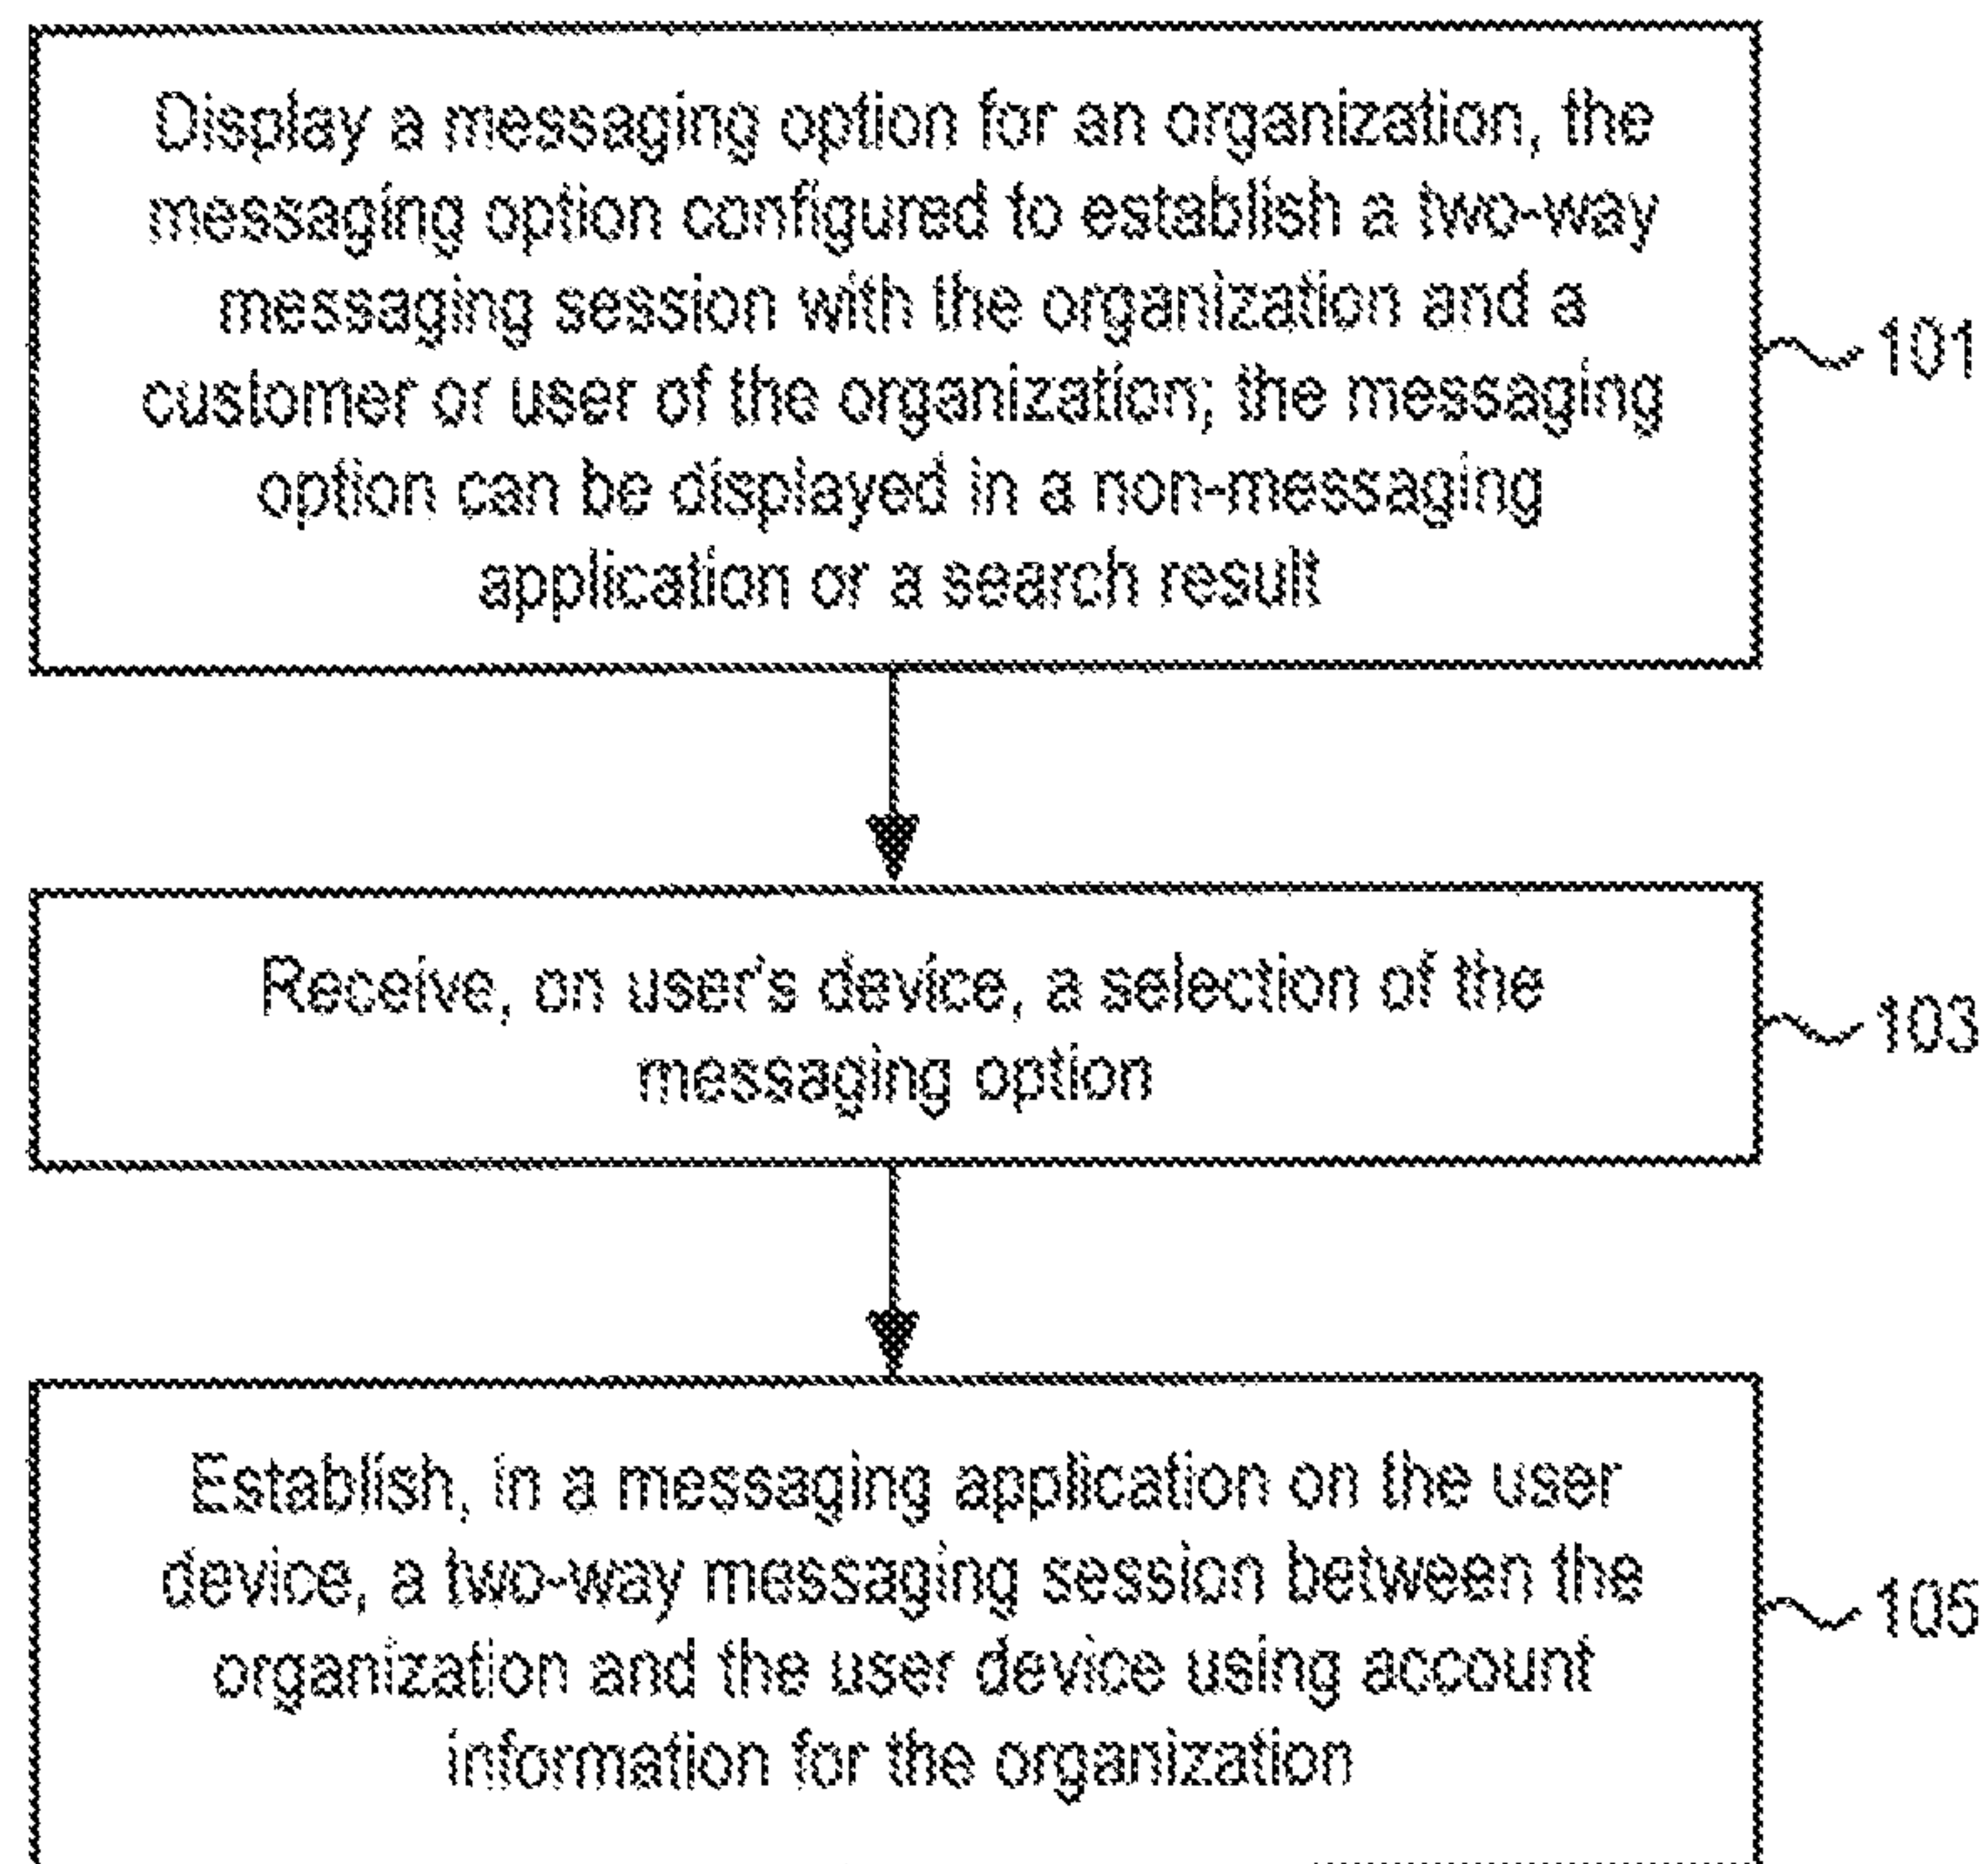 Display a messaging option for an organization, the
messaging option configured to establish a two-way
messaging session with the organization and a
customer or user of the organization; the messaging
option can be displayed in a non-messaging
application or a search result
101
Receive, on user's device, a selection of the
messaging option
103
Establish, in a messaging application on the user
device, a two-way messaging session between the
organization and the user device using account
information for the organization
105